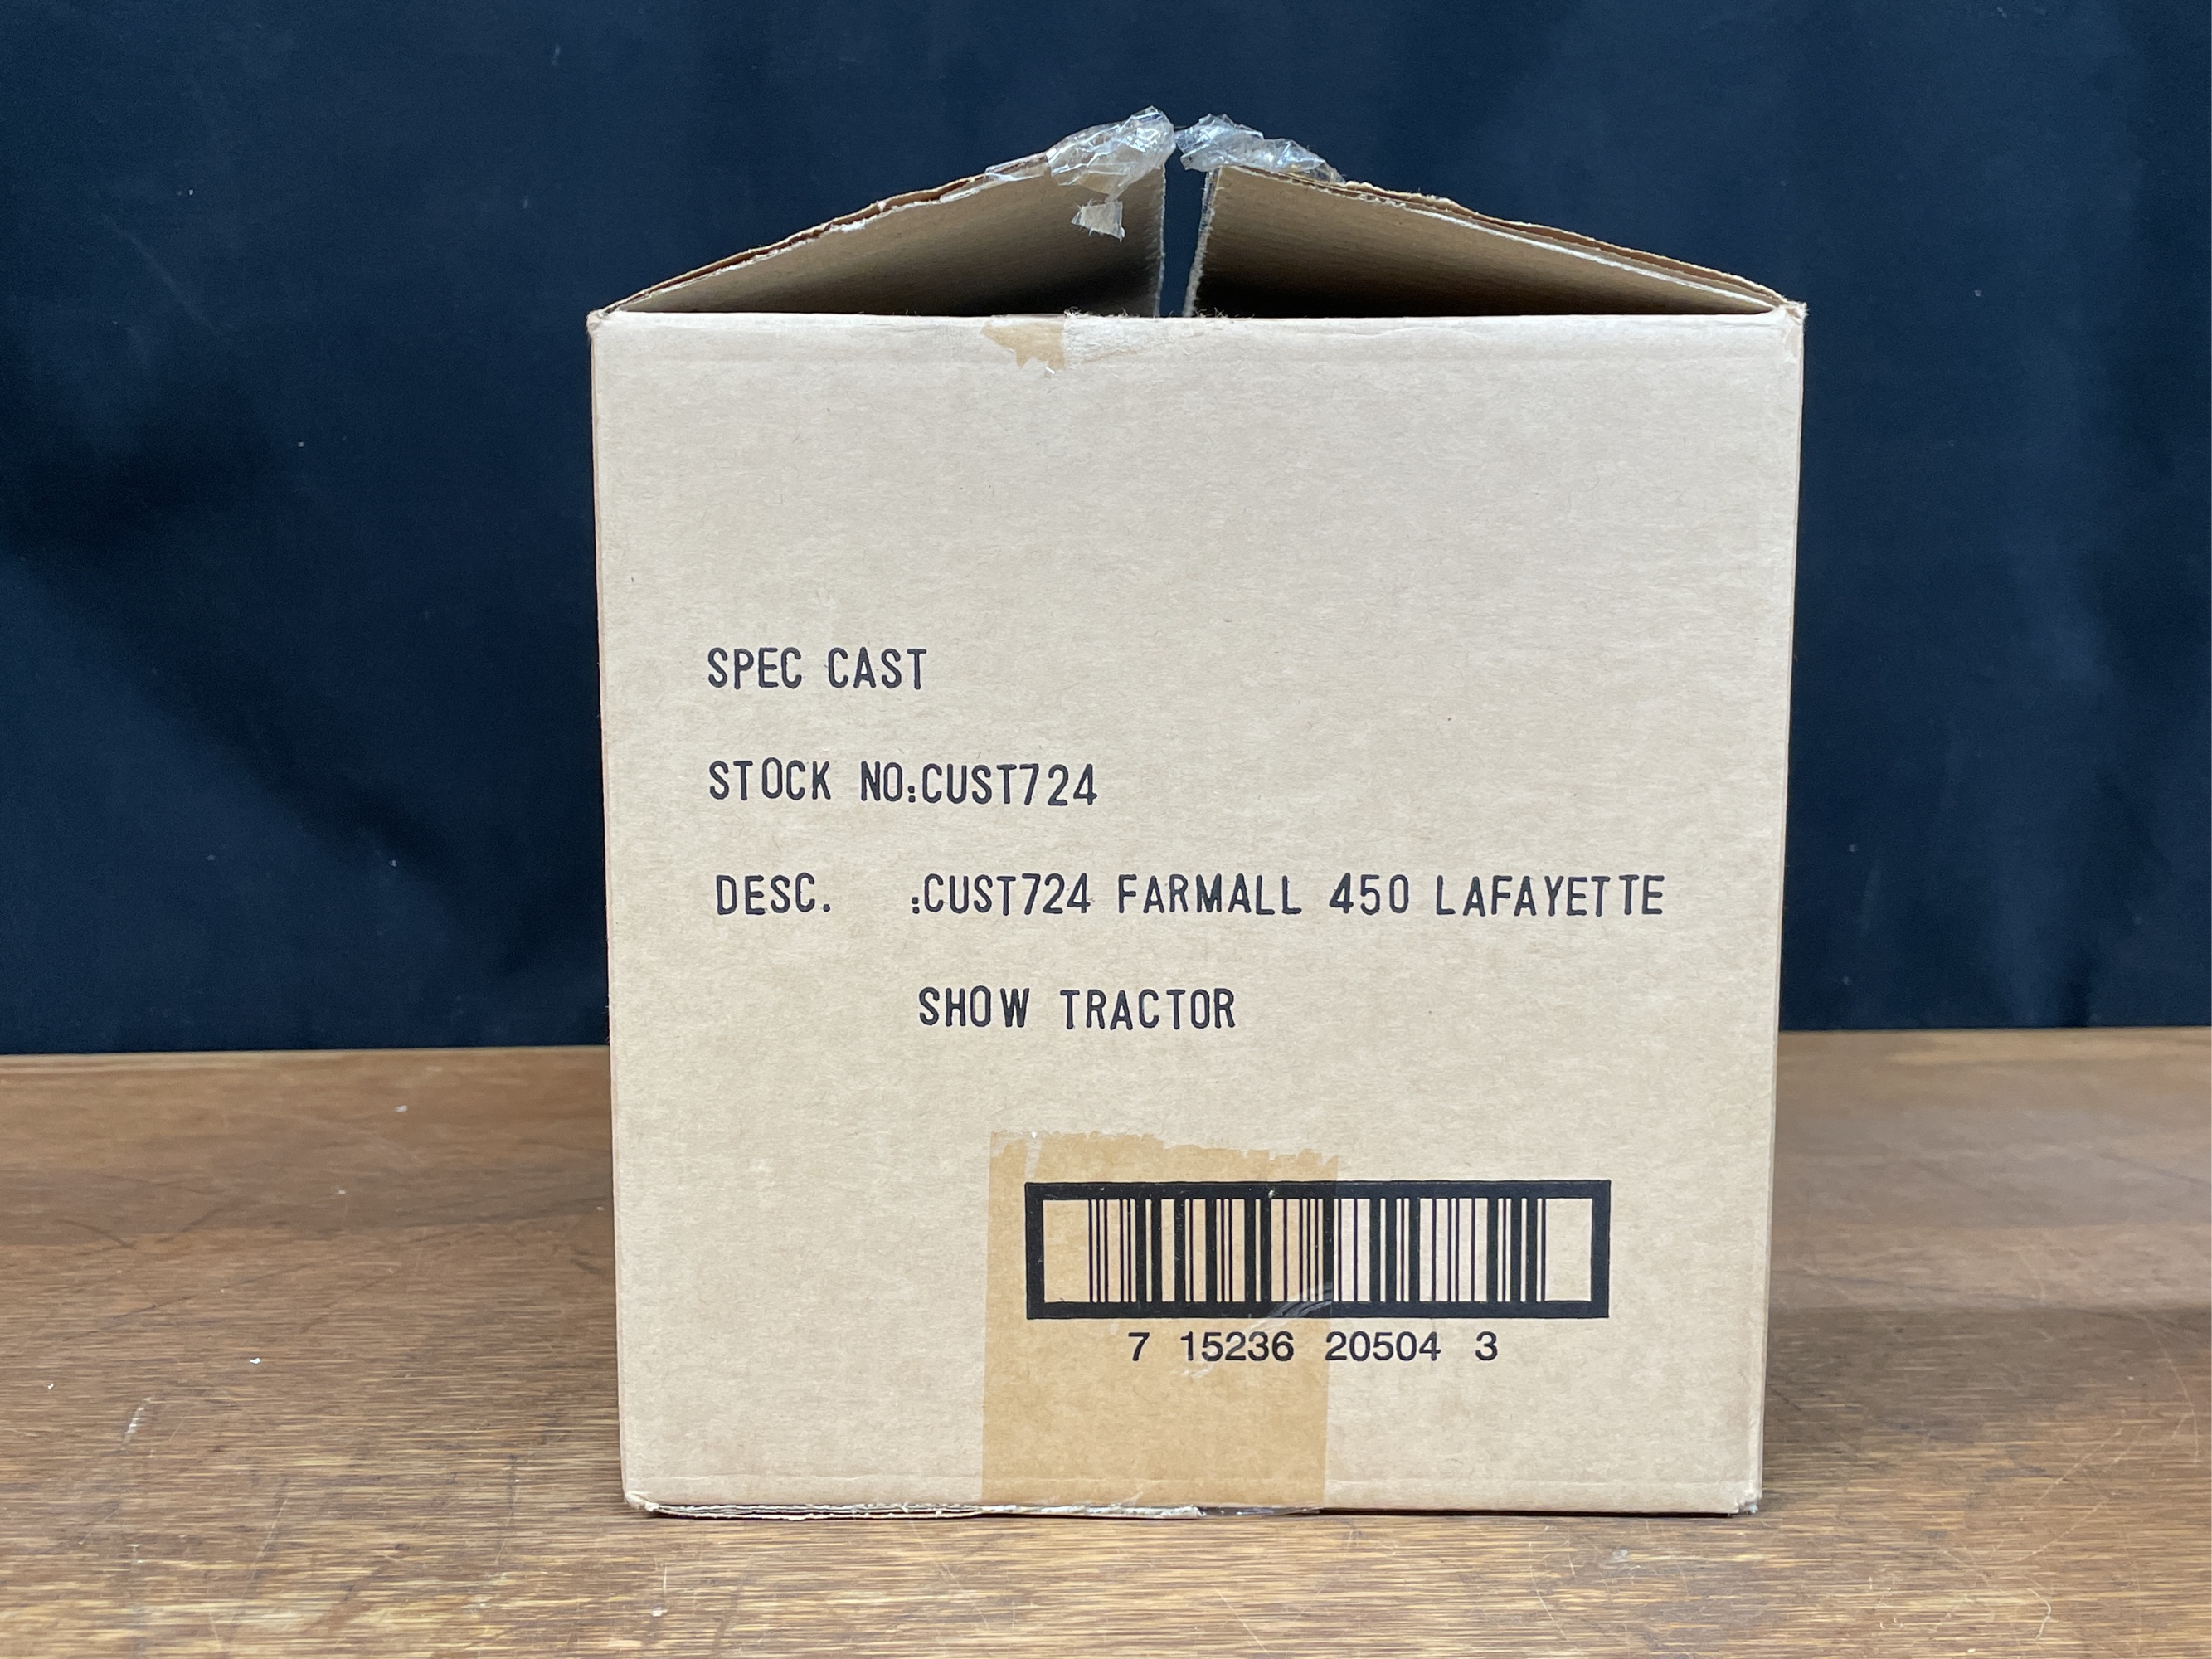 SPEC CAST
STOCK NO:CUST724
DESC. :CUST724 FARMALL 450 LAFAYETTE
SHOW TRACTOR
7 15236 20504 3